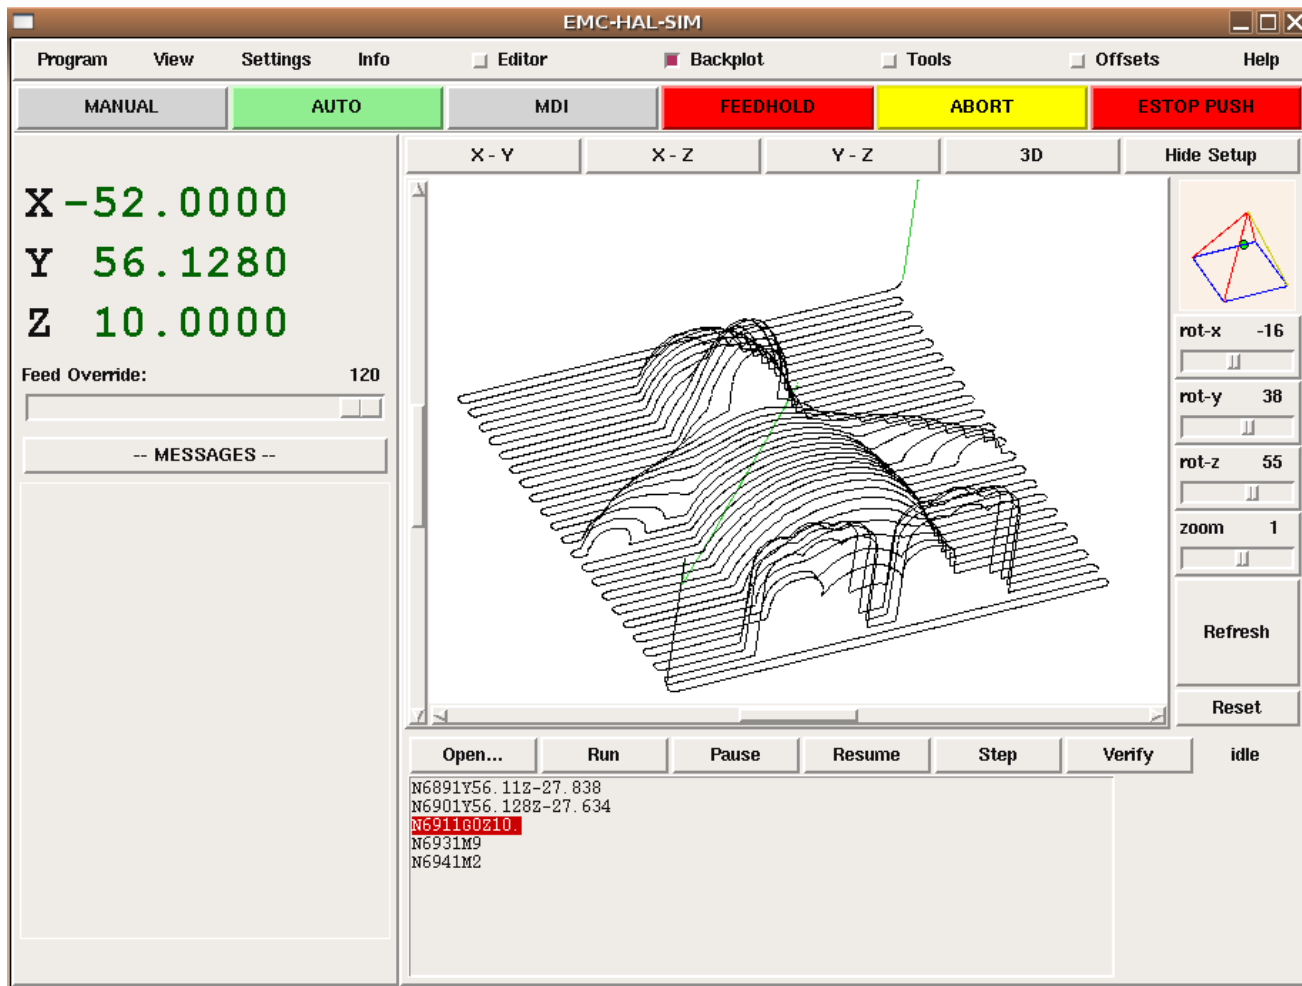 EMC-HAL-SIM
Program View Settings Info Editor Backplot Tools Offsets Help
MANUAL AUTO MDI FEEDHOLD ABORT ESTOP PUSH
X - Y X - Z Y - Z 3D Hide Setup
X -52.0000
Y 56.1280
Z 10.0000
Feed Override: 120
-- MESSAGES --
rot-x -16
rot-y 38
rot-z 55
zoom 1
Refresh
Reset
Open... Run Pause Resume Step Verify idle
N6891Y56.11Z-27.838
N6901Y56.128Z-27.634
N6911G0Z10.
N6931M9
N6941M2